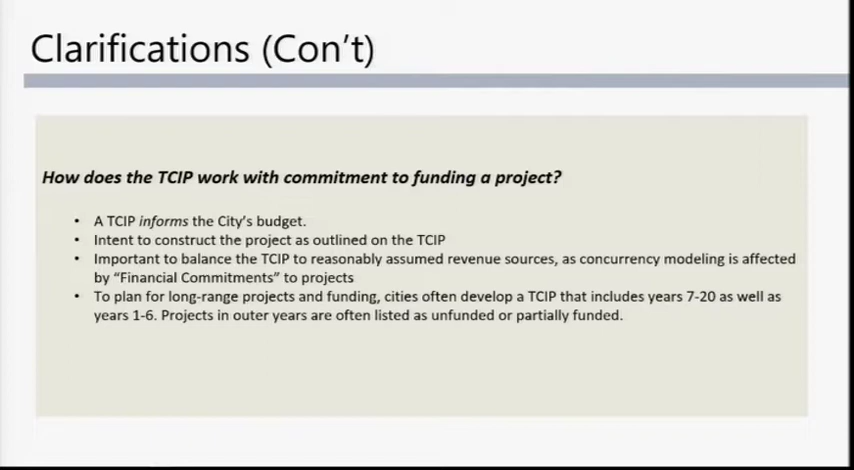 Clarifications (Con't)
How does the TCIP work with commitment to funding a project?
• A TCIP informs the City's budget.
• Intent to construct the project as outlined on the TCIP
• Important to balance the TCIP to reasonably assumed revenue sources, as concurrency modeling is affected
by "Financial Commitments" to projects
• To plan for long-range projects and funding, cities often develop a TCIP that includes years 7-20 as well as
years 1-6. Projects in outer years are often listed as unfunded or partially funded.